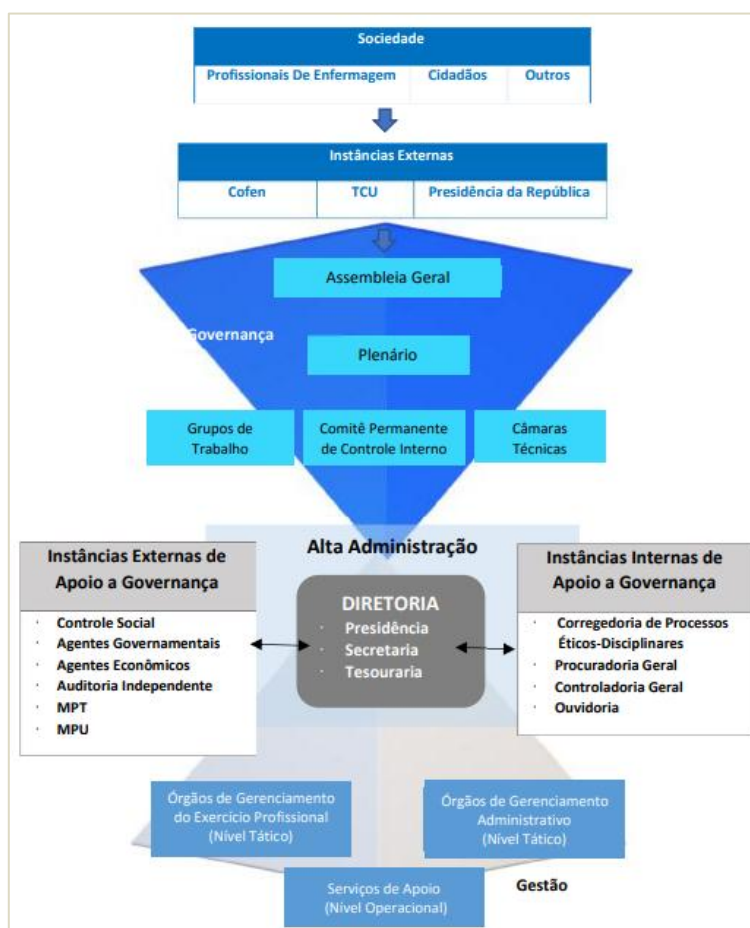 Sociedade
Profissionais De Enfermagem Cidadãos Outros
Instâncias Externas
Cofen TCU Presidência da República
Assembleia Geral
Governança
Plenário
Grupos de
Trabalho
Comitê Permanente
de Controle Interno
Câmaras
Técnicas
Alta Administração
Instâncias Externas de
Apoio a Governança
· Controle Social
· Agentes Governamentais
· Agentes Econômicos
· Auditoria Independente
· MPT
· MPU
DIRETORIA
· Presidência
· Secretaria
· Tesouraria
Instâncias Internas de
Apoio a Governança
· Corregedoria de Processos
Éticos-Disciplinares
· Procuradoria Geral
· Controladoria Geral
· Ouvidoria
Órgãos de Gerenciamento
do Exercício Profissional
(Nível Tático)
Órgãos de Gerenciamento
Administrativo
(Nível Tático)
Serviços de Apoio
(Nível Operacional)
Gestão